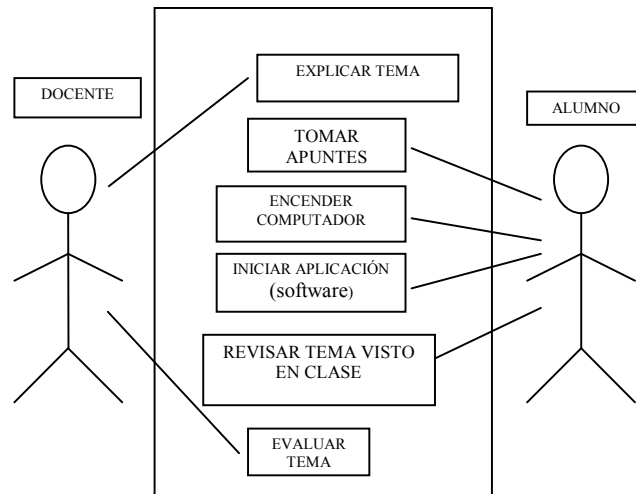 EXPLICAR TEMA
DOCENTE
ALUMNO
TOMAR
APUNTES
ENCENDER
COMPUTADOR
INICIAR APLICACIÓN
(software)
REVISAR TEMA VISTO
EN CLASE
EVALUAR
TEMA